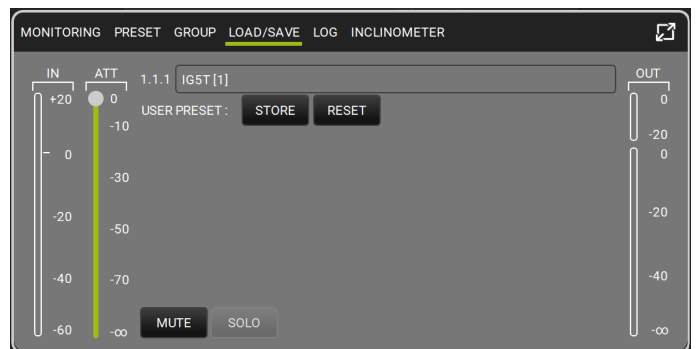 MONITORING PRESET GROUP LOAD/SAVE LOG INCLINOMETER
IN ATT OUT
1.1.1 IG5T [1]
+20 0 0
USER PRESET : STORE RESET
-10 -20
0 0
-30
-20 -20
-50
-40 -70 -40
MUTE SOLO
-60 -∞ -∞